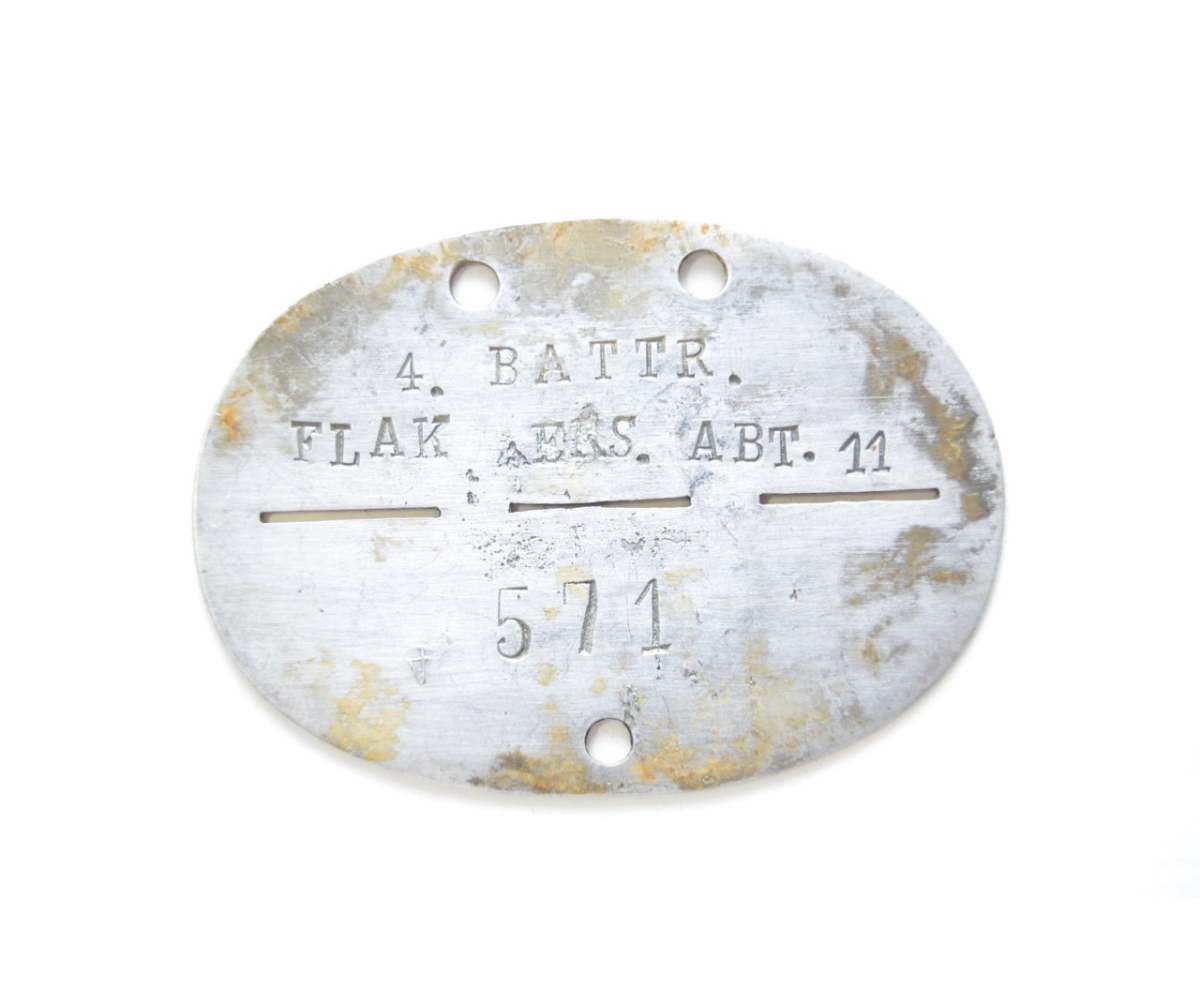 4. BATTR.
FLAK ERS. ABT. 11
571